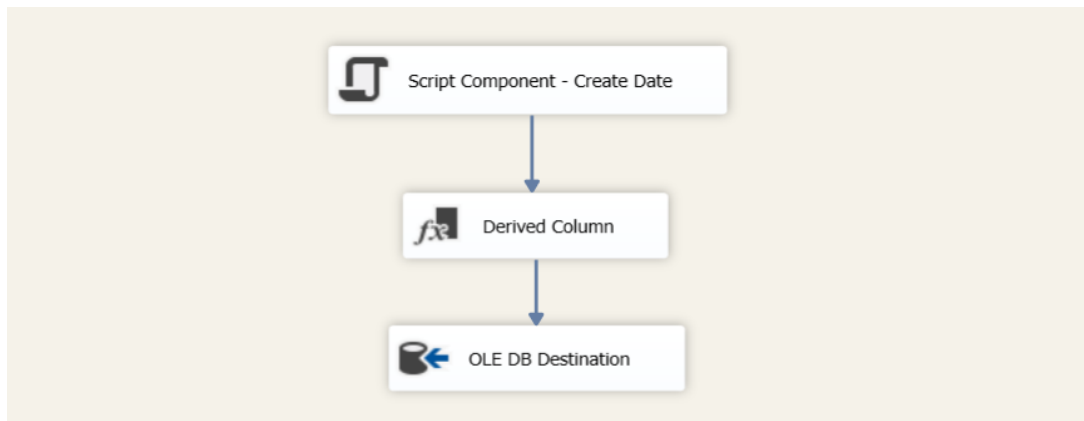 Script Component - Create Date
Derived Column
OLE DB Destination